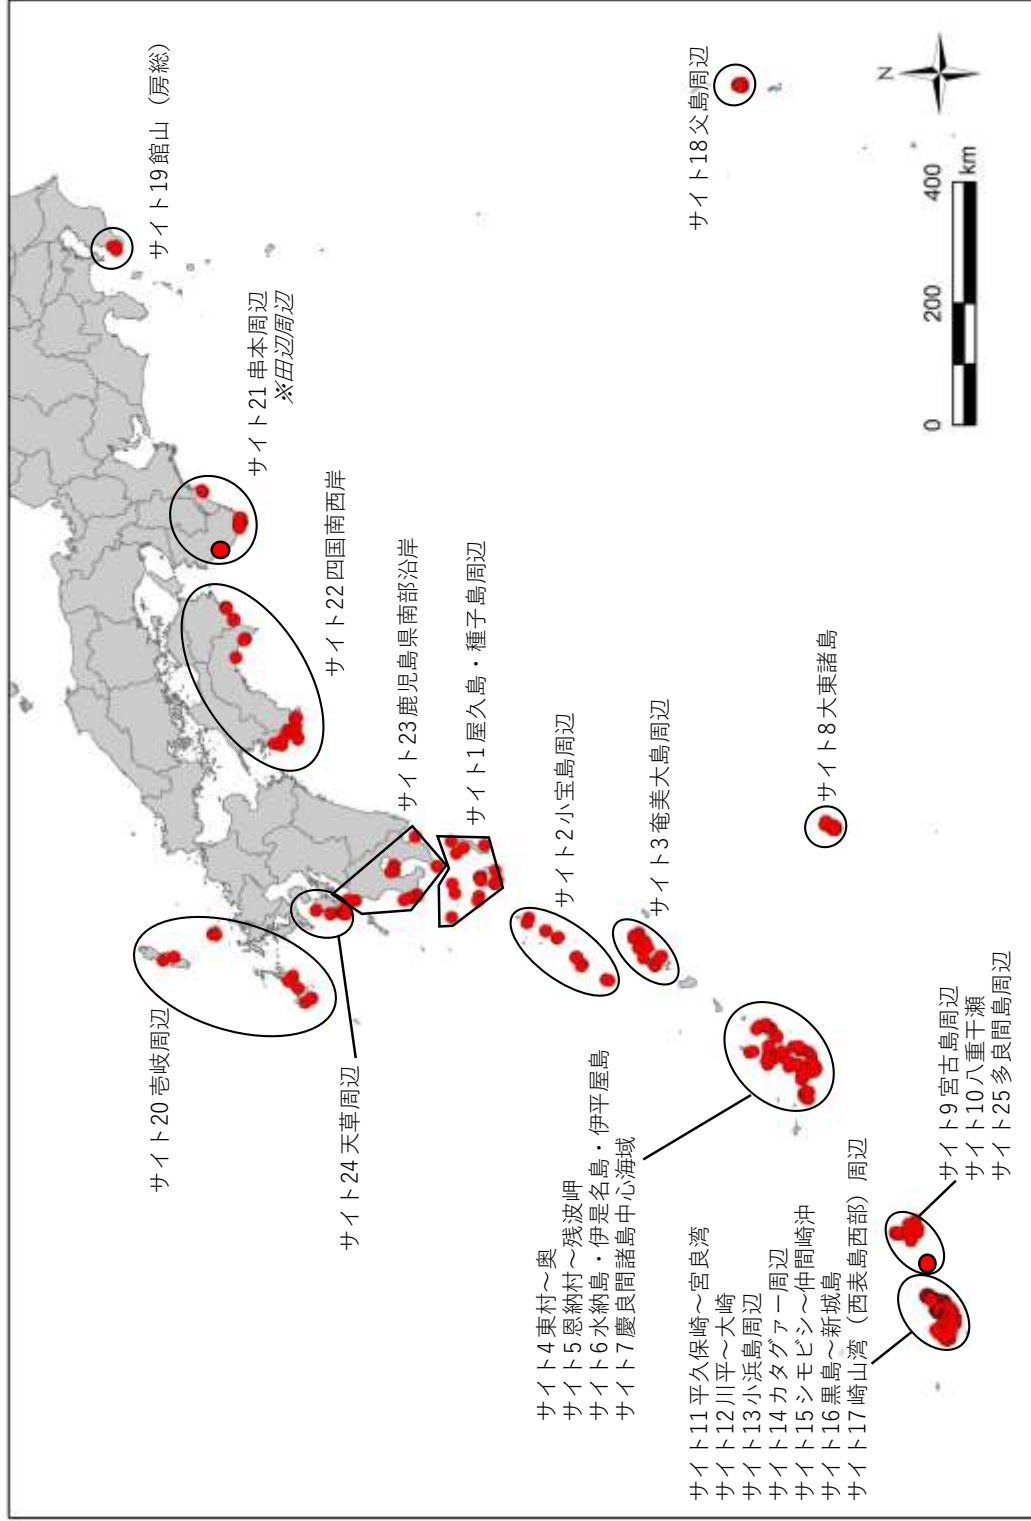 サイト19 館山（房総）
サイト21 串本周辺
※田辺周辺
サイト22 四国南西岸
サイト23 鹿児島県南部沿岸
サイト1 屋久島・種子島周辺
サイト2 小宝島周辺
サイト3 奄美大島周辺
サイト18 父島周辺
サイト8 大東諸島
サイト20 壱岐周辺
サイト24 天草周辺
サイト4 東村～奥
サイト5 恩納村～残波岬
サイト6 水納島・伊是名島・伊平屋島
サイト7 慶良間諸島中心海域
サイト9 宮古島周辺
サイト10 八重干瀬
サイト25 多良間島周辺
サイト11 平久保崎～宮良湾
サイト12 川平～大崎
サイト13 小浜島周辺
サイト14 カタグァー周辺
サイト15 シモビシ～仲間崎沖
サイト16 黒島～新城島
サイト17 崎山湾（西表島西部）周辺
N
0 200 400
km